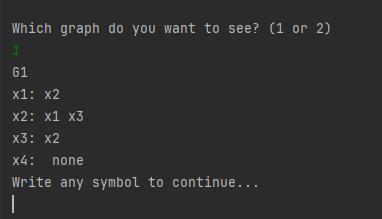 Which graph do you want to see? (1 or 2)
1
G1
x1: x2
x2: x1 x3
x3: x2
x4:  none
Write any symbol to continue...